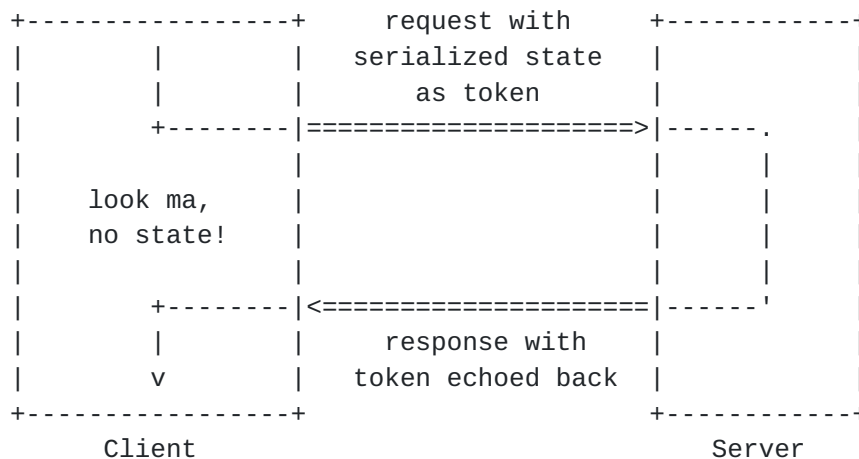 request with
serialized state
as token
look ma,
no state!
response with
token echoed back
Client
Server